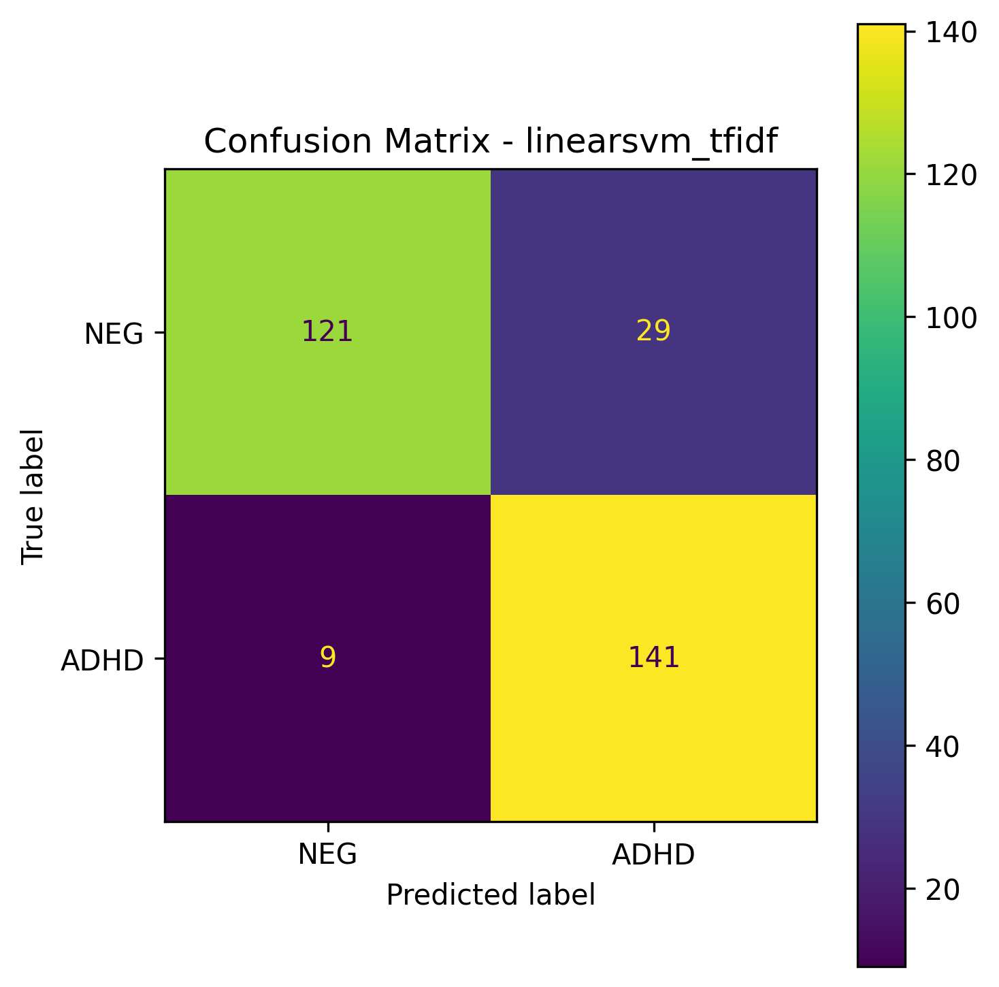 Confusion Matrix - linearsvm_tfidf
True label
NEG
ADHD
121
29
9
141
NEG
ADHD
Predicted label
140
120
100
80
60
40
20